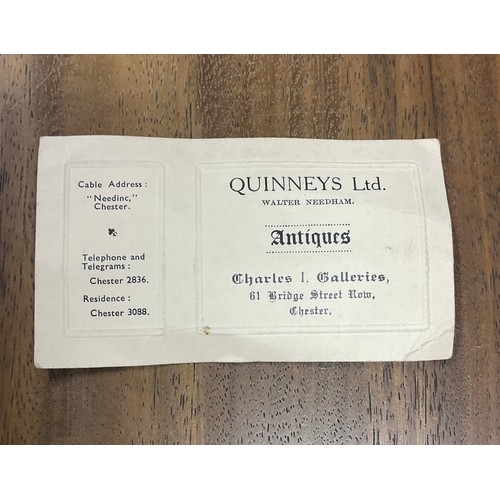 Cable Address :
"Needinc,"
Chester.
Telephone and
Telegrams :
Chester 2836.
Residence :
Chester 3088.
QUINNEYS Ltd.
WALTER NEEDHAM.
Antiques
Charles I. Galleries,
61 Bridge Street Row,
Chester.